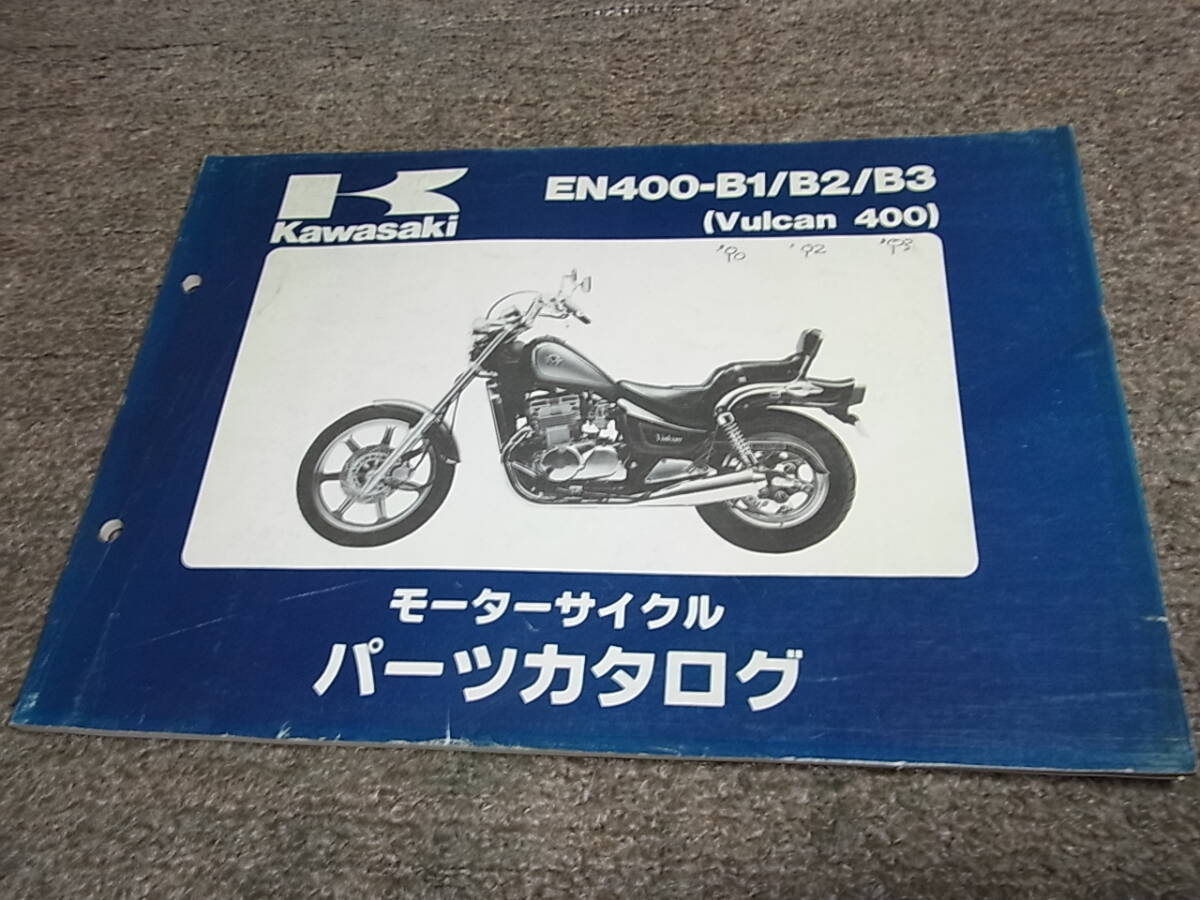 Kawasaki
EN400-B1/B2/B3
(Vulcan 400)
'90 '92 '93
Vulcan
モーターサイクル
パーツカタログ